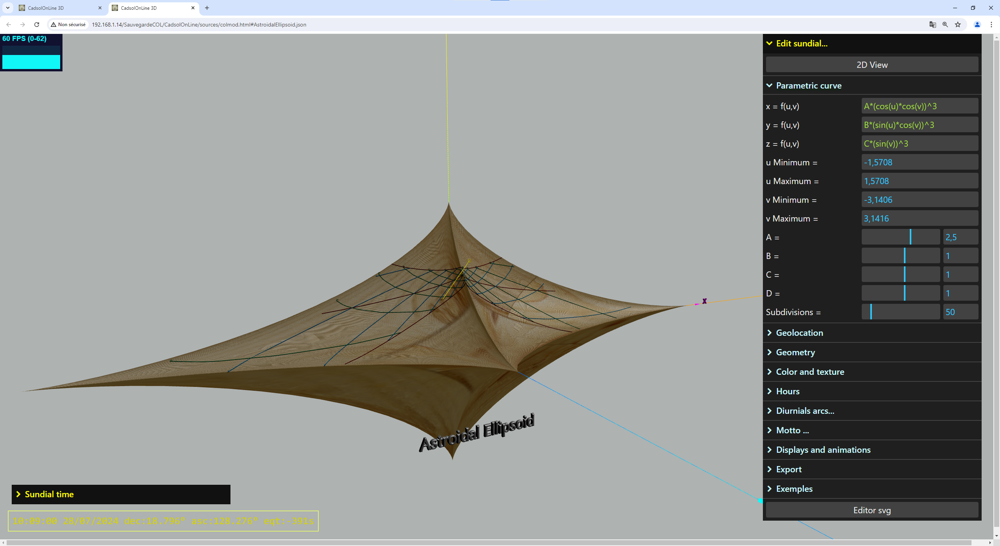 CadsolOnLine 3D
CadsolOnLine 3D
Non sécurisé
192.168.1.14/SauvegardeCOL/CadsolOnLine/sources/colmod.html#AstroidalEllipsoid.json
60 FPS (0-62)
Edit sundial...
2D View
Parametric curve
x = f(u,v) A*(cos(u)*cos(v))^3
y = f(u,v) B*(sin(u)*cos(v))^3
z = f(u,v) C*(sin(v))^3
u Minimum = -1,5708
u Maximum = 1,5708
v Minimum = -3,1406
v Maximum = 3,1416
A = 2,5
B = 1
C = 1
D = 1
Subdivisions = 50
Geolocation
Geometry
Color and texture
Hours
Diurnials arcs...
Motto ...
Displays and animations
Export
Exemples
Editor svg
X
Astroidal Ellipsoid
Sundial time
10:09:00 28/07/2024 dec:18.796° asc:128.276° eqt:-391s